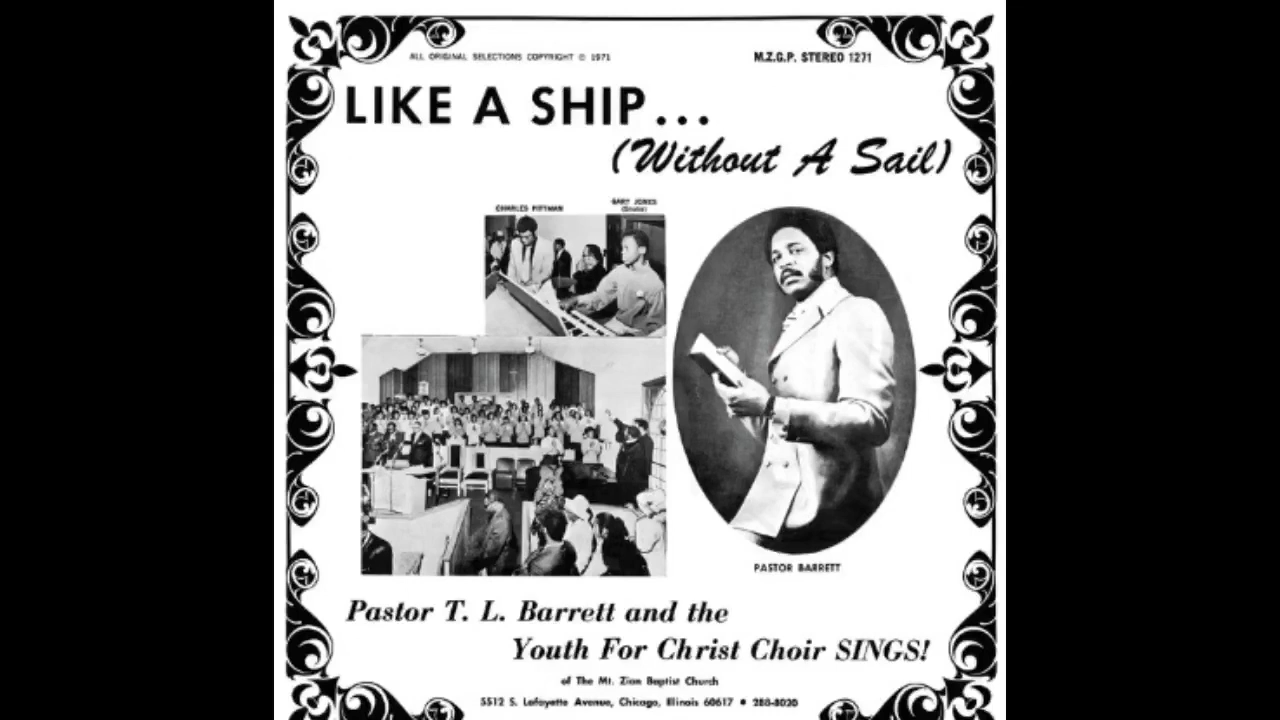 ALL ORIGINAL SELECTIONS COPYRIGHT © 1971
M.Z.G.P. STEREO 1271
LIKE A SHIP...
(Without A Sail)
CHARLES PITTMAN
GARY JONES
PASTOR BARRETT
Pastor T. L. Barrett and the
Youth For Christ Choir SINGS!
of The Mt. Zion Baptist Church
5512 S. Lafayette Avenue, Chicago, Illinois 60617 • 288-8020